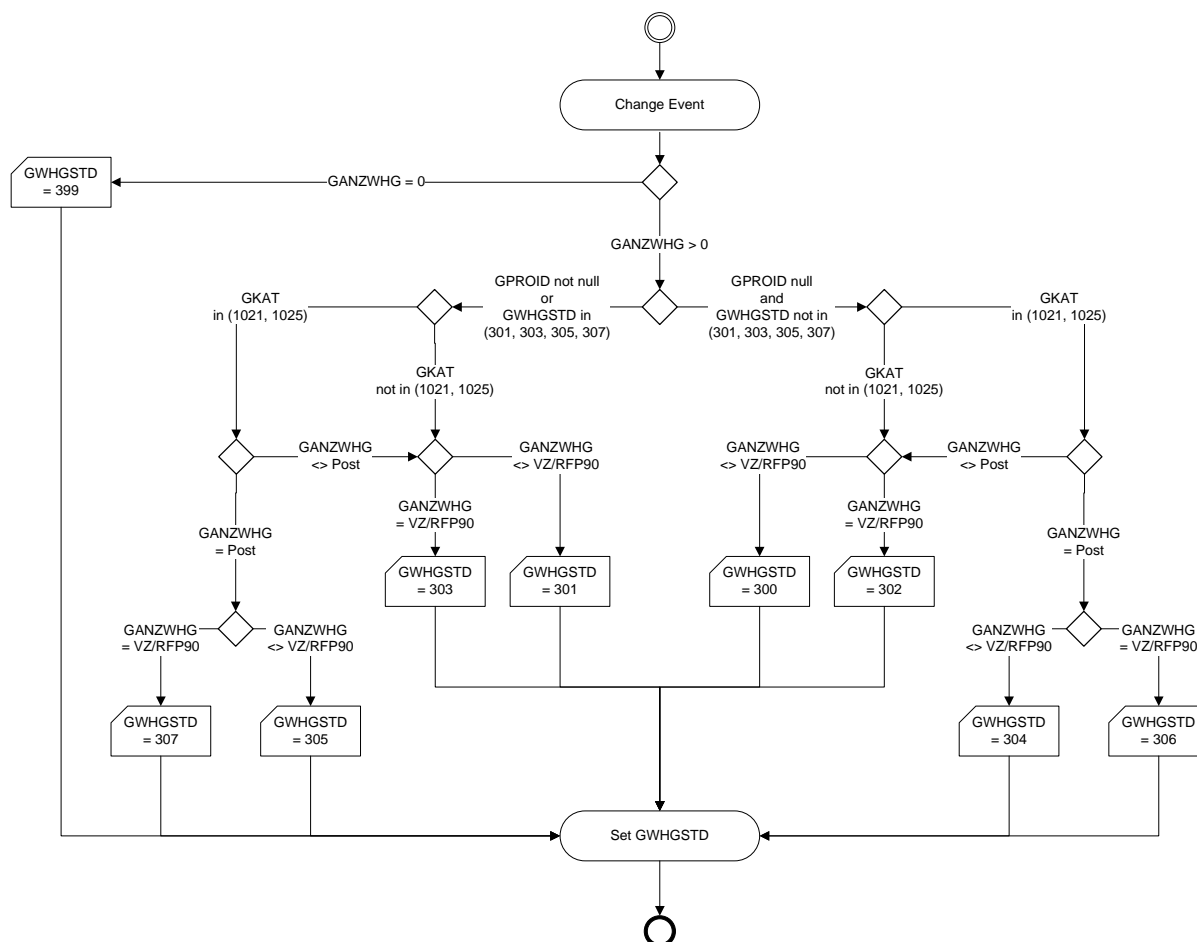 Change Event
GWHGSTD
= 399
GANZWHG = 0
GANZWHG > 0
GKAT
in (1021, 1025)
GPROID not null
or
GWHGSTD in
(301, 303, 305, 307)
GPROID null
and
GWHGSTD not in
(301, 303, 305, 307)
GKAT
in (1021, 1025)
GKAT
not in (1021, 1025)
GKAT
not in (1021, 1025)
GANZWHG
<> Post
GANZWHG
<> VZ/RFP90
GANZWHG
<> VZ/RFP90
GANZWHG
<> Post
GANZWHG
= Post
GANZWHG
= VZ/RFP90
GANZWHG
= VZ/RFP90
GANZWHG
= Post
GWHGSTD
= 303
GWHGSTD
= 301
GWHGSTD
= 300
GWHGSTD
= 302
GANZWHG
= VZ/RFP90
GANZWHG
<> VZ/RFP90
GANZWHG
<> VZ/RFP90
GANZWHG
= VZ/RFP90
GWHGSTD
= 307
GWHGSTD
= 305
GWHGSTD
= 304
GWHGSTD
= 306
Set GWHGSTD